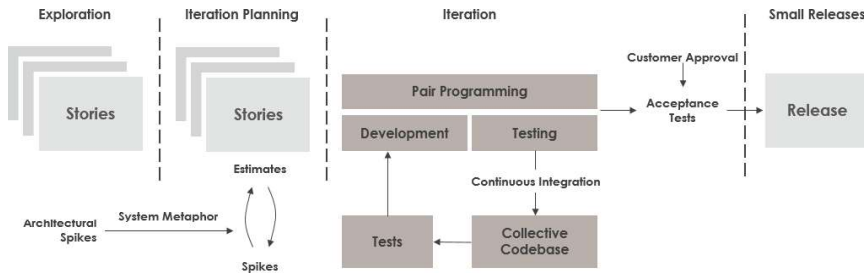 Exploration
Iteration Planning
Iteration
Small Releases
Stories
Stories
Estimates
Architectural
Spikes
System Metaphor
Spikes
Pair Programming
Development
Testing
Continuous Integration
Tests
Collective
Codebase
Customer Approval
Acceptance
Tests
Release